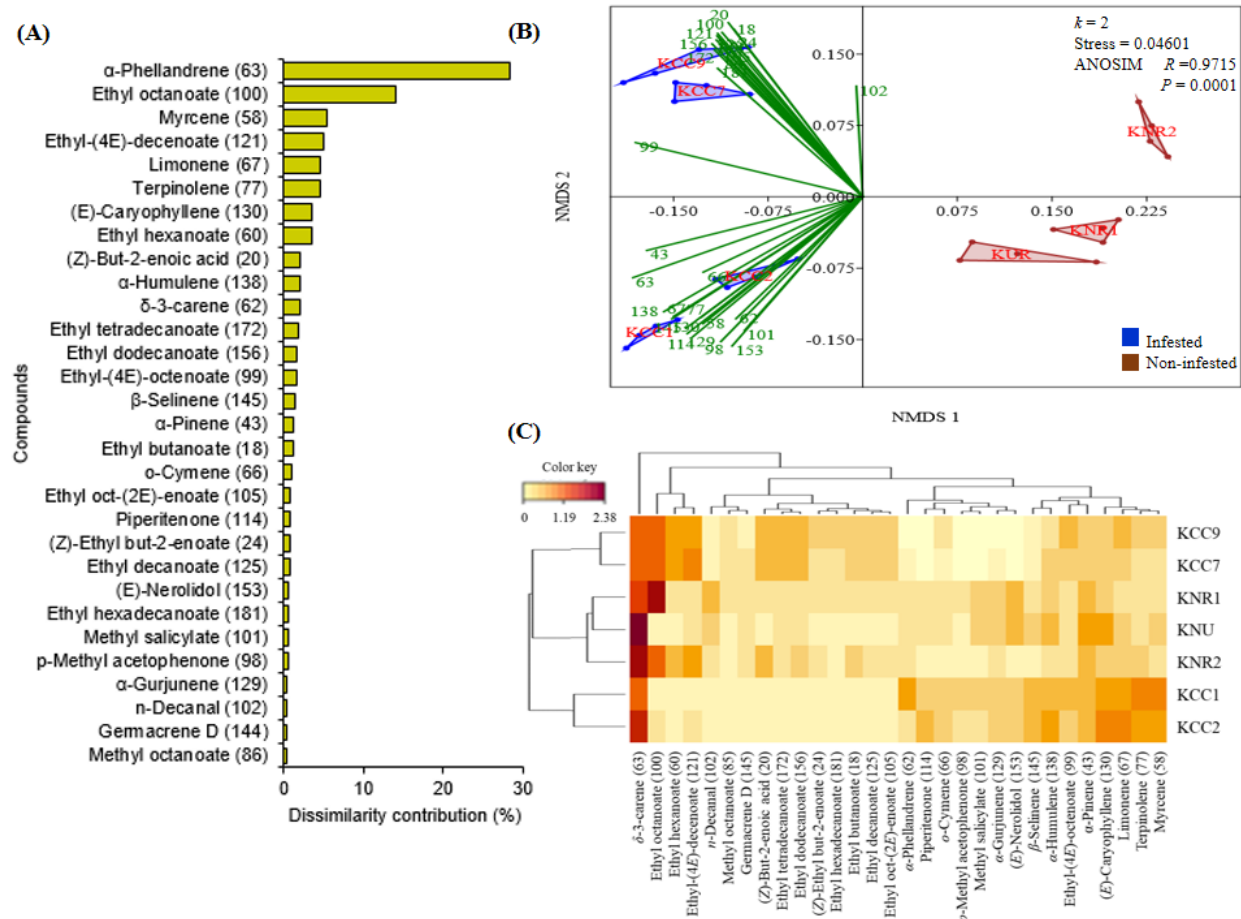 (A)
α-Phellandrene (63)
Ethyl octanoate (100)
Myrcene (58)
Ethyl-(4E)-decenoate (121)
Limonene (67)
Terpinolene (77)
(E)-Caryophyllene (130)
Ethyl hexanoate (60)
(Z)-But-2-enoic acid (20)
α-Humulene (138)
δ-3-carene (62)
Ethyl tetradecanoate (172)
Ethyl dodecanoate (156)
Ethyl-(4E)-octenoate (99)
β-Selinene (145)
α-Pinene (43)
Ethyl butanoate (18)
o-Cymene (66)
Ethyl oct-(2E)-enoate (105)
Piperitenone (114)
(Z)-Ethyl but-2-enoate (24)
Ethyl decanoate (125)
(E)-Nerolidol (153)
Ethyl hexadecanoate (181)
Methyl salicylate (101)
p-Methyl acetophenone (98)
α-Gurjunene (129)
n-Decanal (102)
Germacrene D (144)
Methyl octanoate (86)
Compounds
0 10 20 30
Dissimilarity contribution (%)
(B)
k = 2
Stress = 0.04601
ANOSIM R =0.9715
P = 0.0001
NMDS 2
0.150
0.075
0.000
-0.075
-0.150
-0.150 -0.075 0.075 0.150 0.225
20
100
18
121
156
KCC9
KCC7
102
99
43
63
KCC2
138
6777
62
58
KCC1
101
11429
98
153
KNR2
KNR1
KUR
Infested
Non-infested
NMDS 1
(C)
Color key
0 1.19 2.38
KCC9
KCC7
KNR1
KNU
KNR2
KCC1
KCC2
δ-3-carene (63)
Ethyl octanoate (100)
Ethyl hexanoate (60)
Ethyl-(4E)-decenoate (121)
n-Decanal (102)
Methyl octanoate (85)
Germacrene D (145)
(Z)-But-2-enoic acid (20)
Ethyl tetradecanoate (172)
Ethyl dodecanoate (156)
(Z)-Ethyl but-2-enoate (24)
Ethyl hexadecanoate (181)
Ethyl butanoate (18)
Ethyl decanoate (125)
Ethyl oct-(2E)-enoate (105)
α-Phellandrene (62)
Piperitenone (114)
o-Cymene (66)
p-Methyl acetophenone (98)
Methyl salicylate (101)
α-Gurjunene (129)
(E)-Nerolidol (153)
β-Selinene (145)
α-Humulene (138)
Ethyl-(4E)-octenoate (99)
α-Pinene (43)
(E)-Caryophyllene (130)
Limonene (67)
Terpinolene (77)
Myrcene (58)